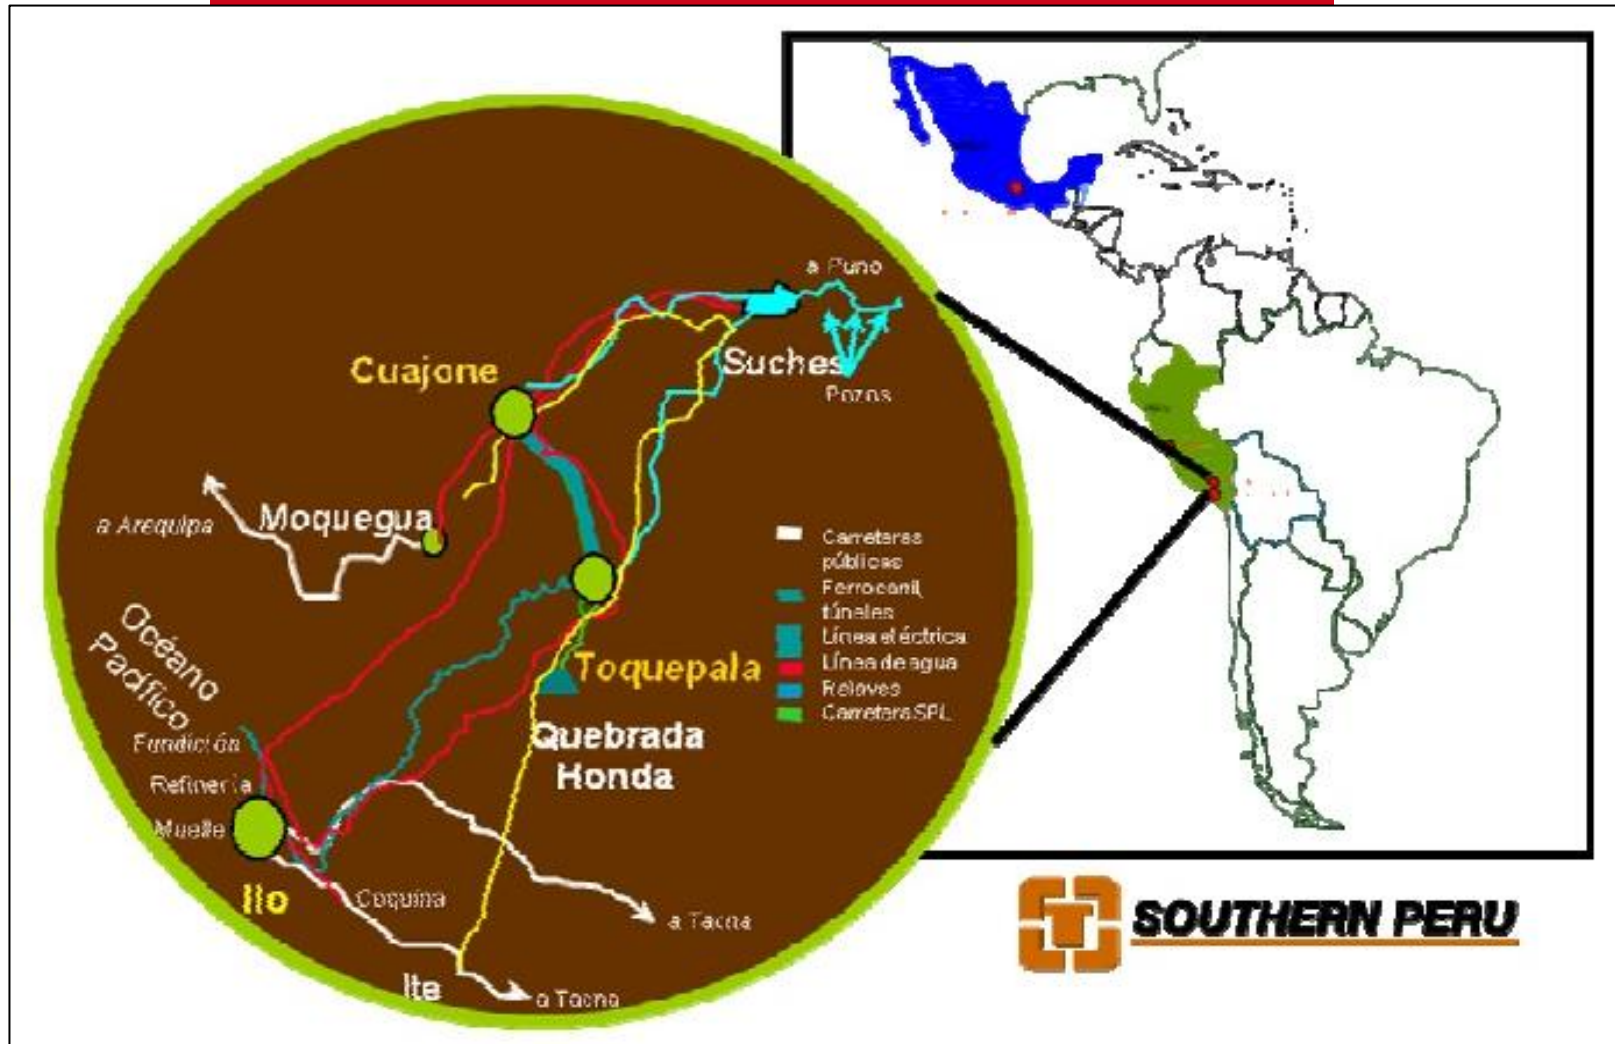 a Puno
Cuajone
Suches
Pozos
Moquegua
a Arequipa
Océano
Pacífico
Carreteras
públicas
Ferrocarril,
túneles
Línea eléctrica
Línea de agua
Relaves
Carretera SPL
Toquepala
Quebrada
Honda
Fundición
Refinería
Muelle
Ilo
Coquina
a Tacna
Ite
a Tacna
SOUTHERN PERU